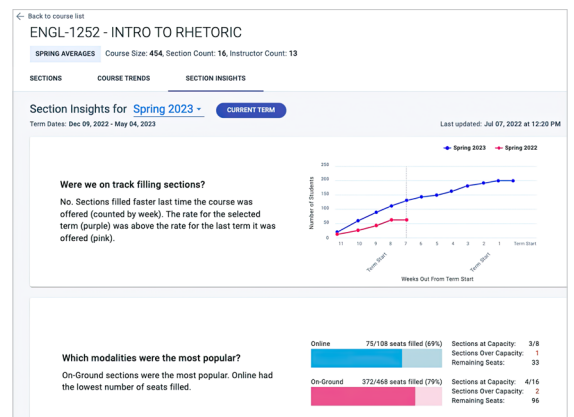 ← Back to course list
ENGL-1252 - INTRO TO RHETORIC
SPRING AVERAGES Course Size: 454, Section Count: 16, Instructor Count: 13
SECTIONS COURSE TRENDS SECTION INSIGHTS
Section Insights for Spring 2023 CURRENT TERM
Term Dates: Dec 09, 2022 - May 04, 2023 Last updated: Jul 07, 2022 at 12:20 PM
Spring 2023 Spring 2022
Were we on track filling sections?
No. Sections filled faster last time the course was
offered (counted by week). The rate for the selected
term (purple) was above the rate for the last term it was
offered (pink).
Number of Students
250
200
150
100
50
0
11 10 9 8 7 6 5 4 3 2 1 Term Start
Term Start Term Start
Weeks Out From Term Start
Which modalities were the most popular?
On-Ground sections were the most popular. Online had
the lowest number of seats filled.
Online 75/108 seats filled (69%) Sections at Capacity: 3/8
Sections Over Capacity: 1
Remaining Seats: 33
On-Ground 372/468 seats filled (79%) Sections at Capacity: 4/16
Sections Over Capacity: 2
Remaining Seats: 96